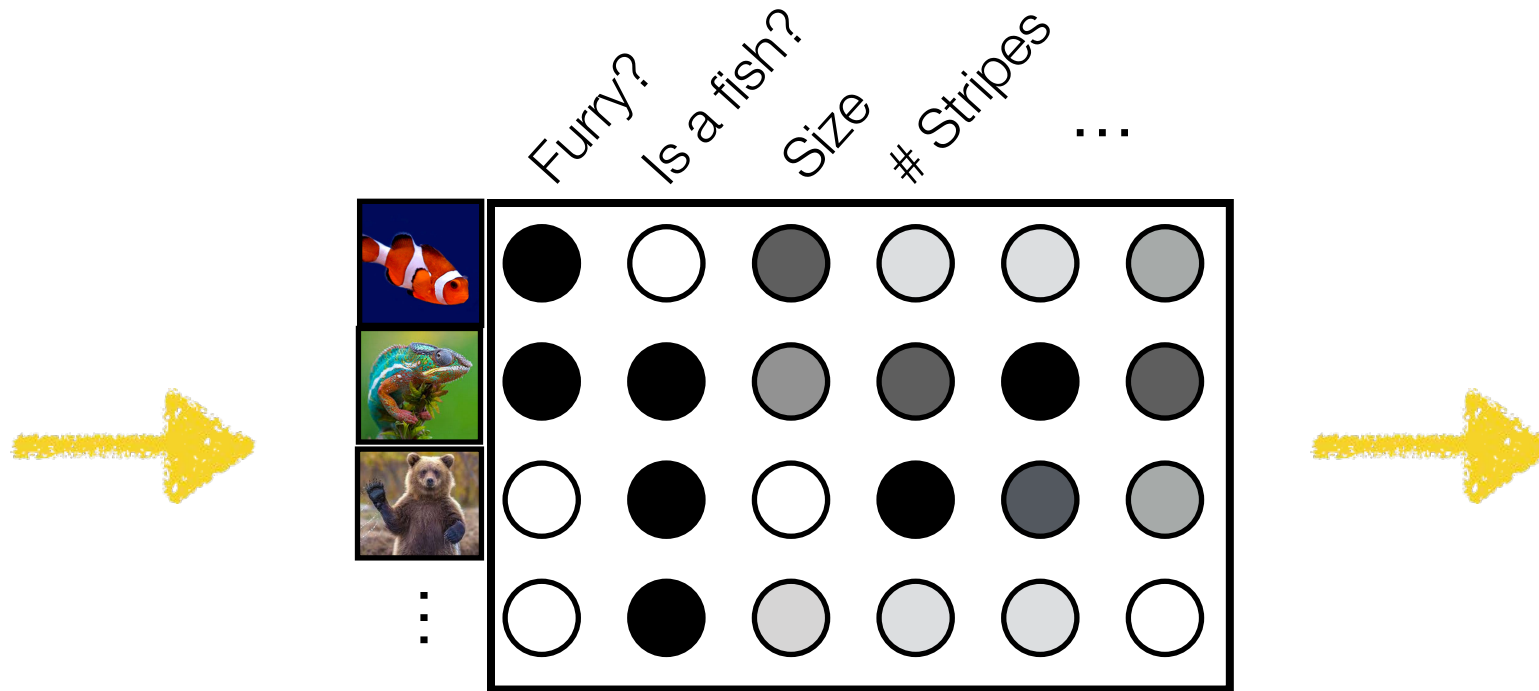 Furry?
Is a fish?
Size
# Stripes
...
⋮